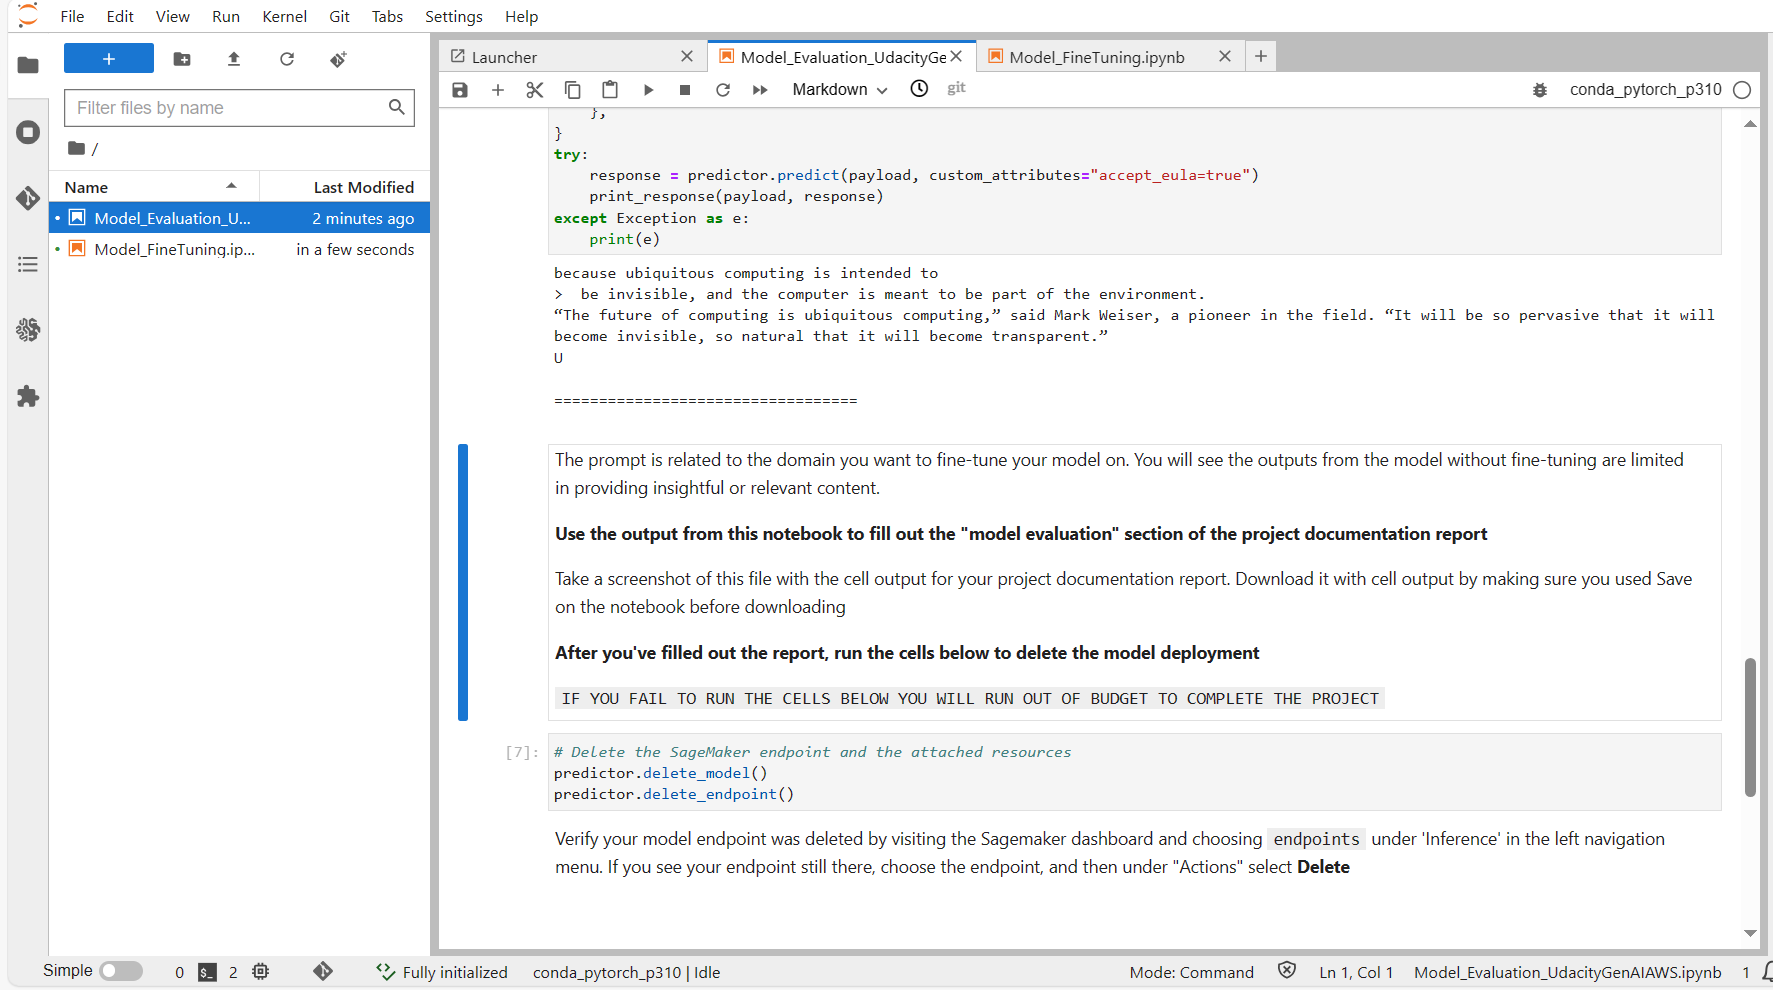 File Edit View Run Kernel Git Tabs Settings Help
Launcher
Model_Evaluation_UdacityGe
Model_FineTuning.ipynb
Markdown
git
conda_pytorch_p310
Filter files by name
/
Name Last Modified
Model_Evaluation_U... 2 minutes ago
Model_FineTuning.ip... in a few seconds
},
}
try:
response = predictor.predict(payload, custom_attributes="accept_eula=true")
print_response(payload, response)
except Exception as e:
print(e)
because ubiquitous computing is intended to
> be invisible, and the computer is meant to be part of the environment.
“The future of computing is ubiquitous computing,” said Mark Weiser, a pioneer in the field. “It will be so pervasive that it will
become invisible, so natural that it will become transparent.”
U
==================================
The prompt is related to the domain you want to fine-tune your model on. You will see the outputs from the model without fine-tuning are limited
in providing insightful or relevant content.
Use the output from this notebook to fill out the "model evaluation" section of the project documentation report
Take a screenshot of this file with the cell output for your project documentation report. Download it with cell output by making sure you used Save
on the notebook before downloading
After you've filled out the report, run the cells below to delete the model deployment
IF YOU FAIL TO RUN THE CELLS BELOW YOU WILL RUN OUT OF BUDGET TO COMPLETE THE PROJECT
[7]: # Delete the SageMaker endpoint and the attached resources
predictor.delete_model()
predictor.delete_endpoint()
Verify your model endpoint was deleted by visiting the Sagemaker dashboard and choosing endpoints under 'Inference' in the left navigation
menu. If you see your endpoint still there, choose the endpoint, and then under "Actions" select Delete
Simple 0 $_ 2 Fully initialized conda_pytorch_p310 | Idle Mode: Command Ln 1, Col 1 Model_Evaluation_UdacityGenAIAWS.ipynb 1